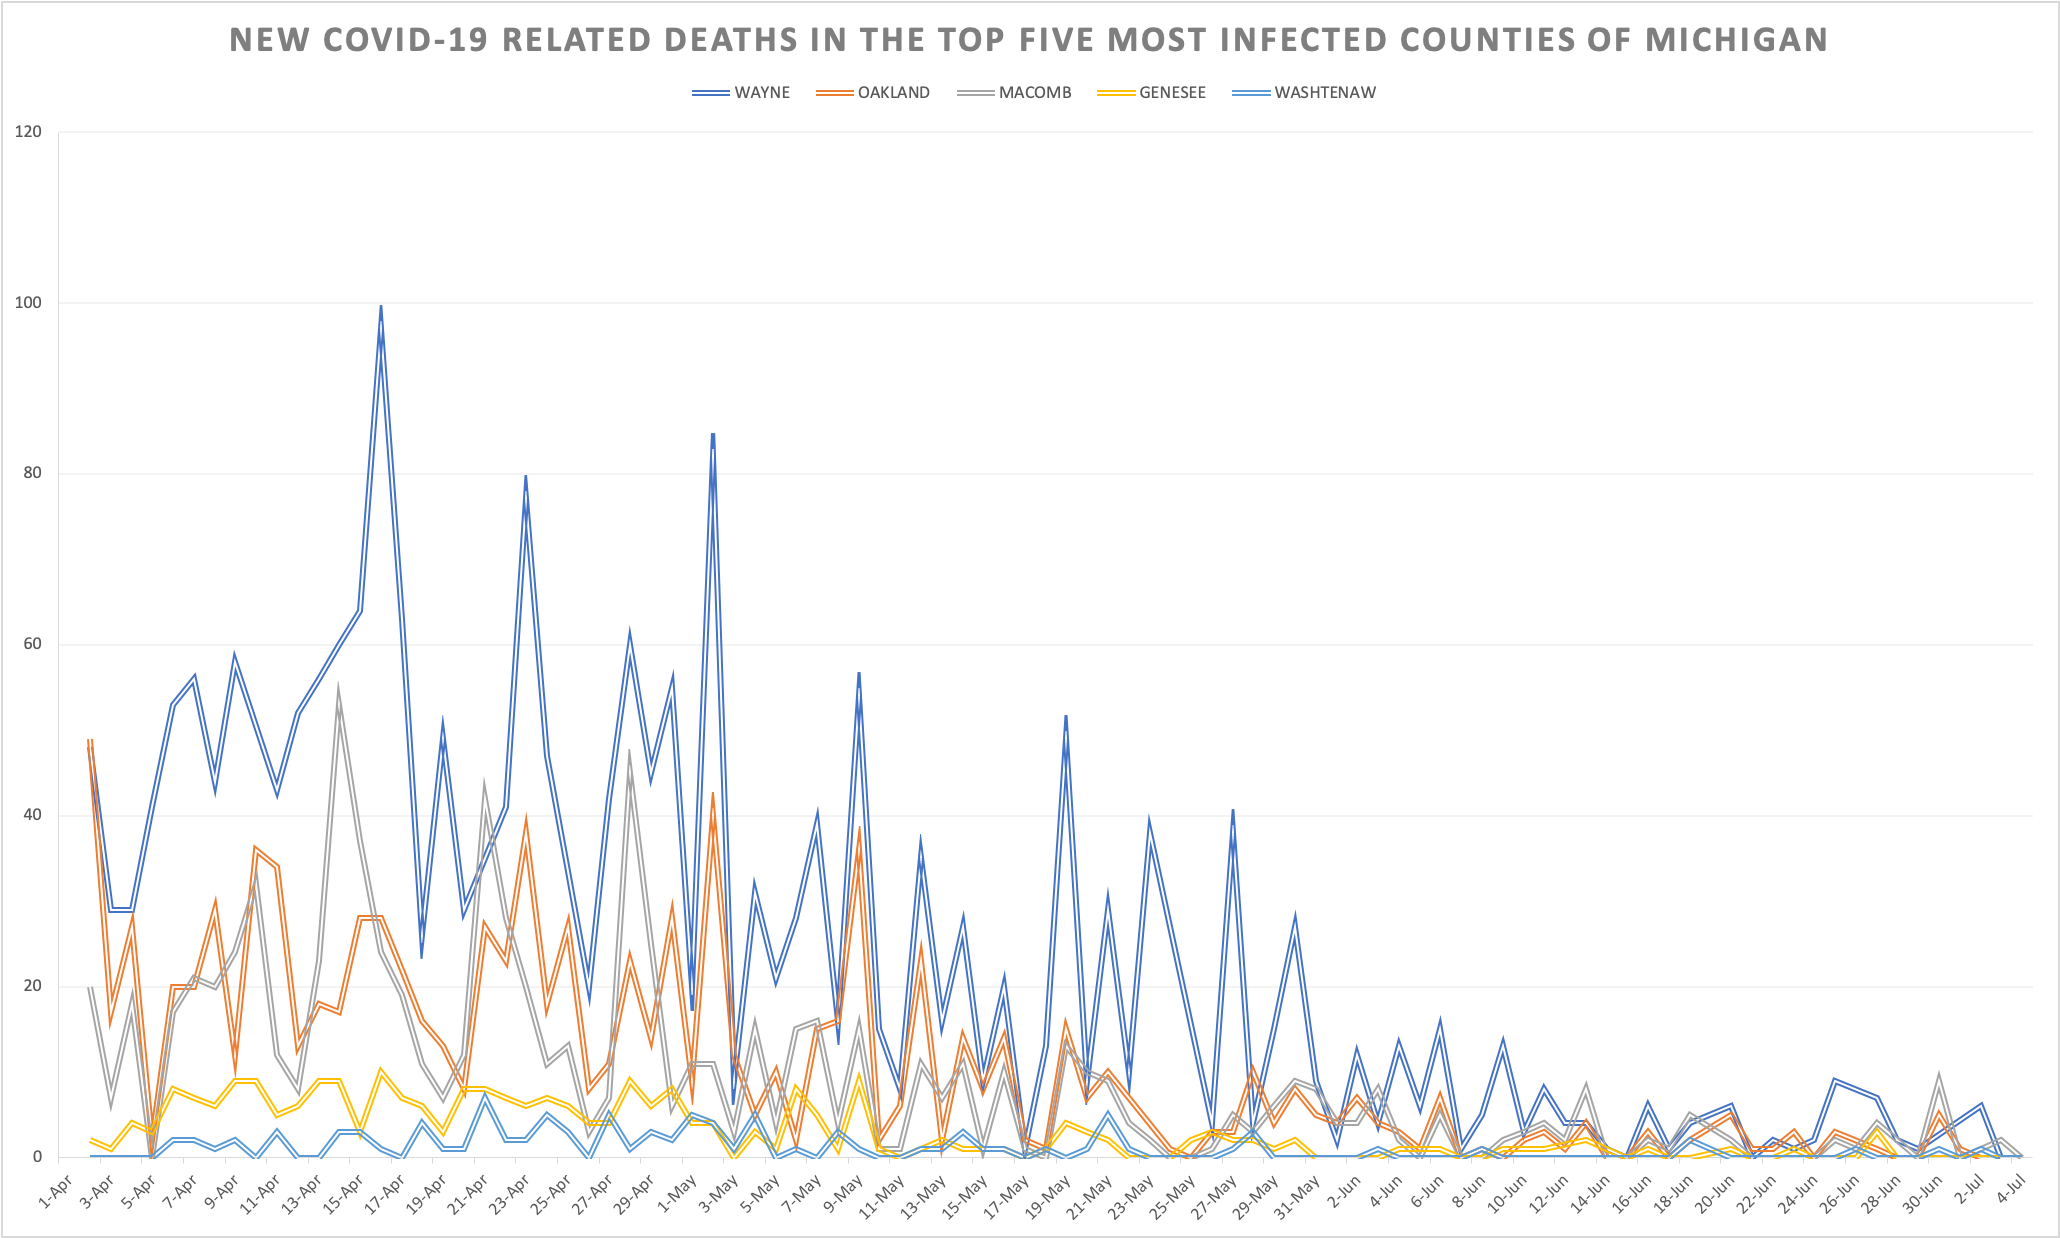 NEW COVID-19 RELATED DEATHS IN THE TOP FIVE MOST INFECTED COUNTIES OF MICHIGAN
WAYNE OAKLAND MACOMB GENESEE WASHTENAW
120
100
80
60
40
20
0
1-Apr 3-Apr 5-Apr 7-Apr 9-Apr 11-Apr 13-Apr 15-Apr 17-Apr 19-Apr 21-Apr 23-Apr 25-Apr 27-Apr 29-Apr 1-May 3-May 5-May 7-May 9-May 11-May 13-May 15-May 17-May 19-May 21-May 23-May 25-May 27-May 29-May 31-May 2-Jun 4-Jun 6-Jun 8-Jun 10-Jun 12-Jun 14-Jun 16-Jun 18-Jun 20-Jun 22-Jun 24-Jun 26-Jun 28-Jun 30-Jun 2-Jul 4-Jul